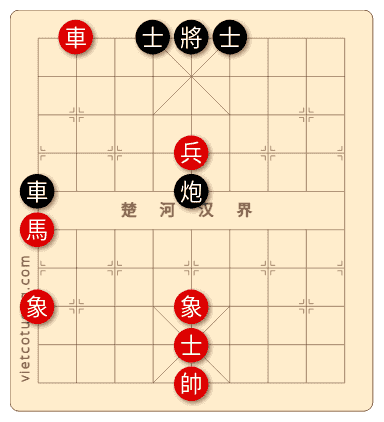 車 士 將 士
兵
車 炮
楚 河 汉 界
馬
象 象
士
帥
vietcotuong.com